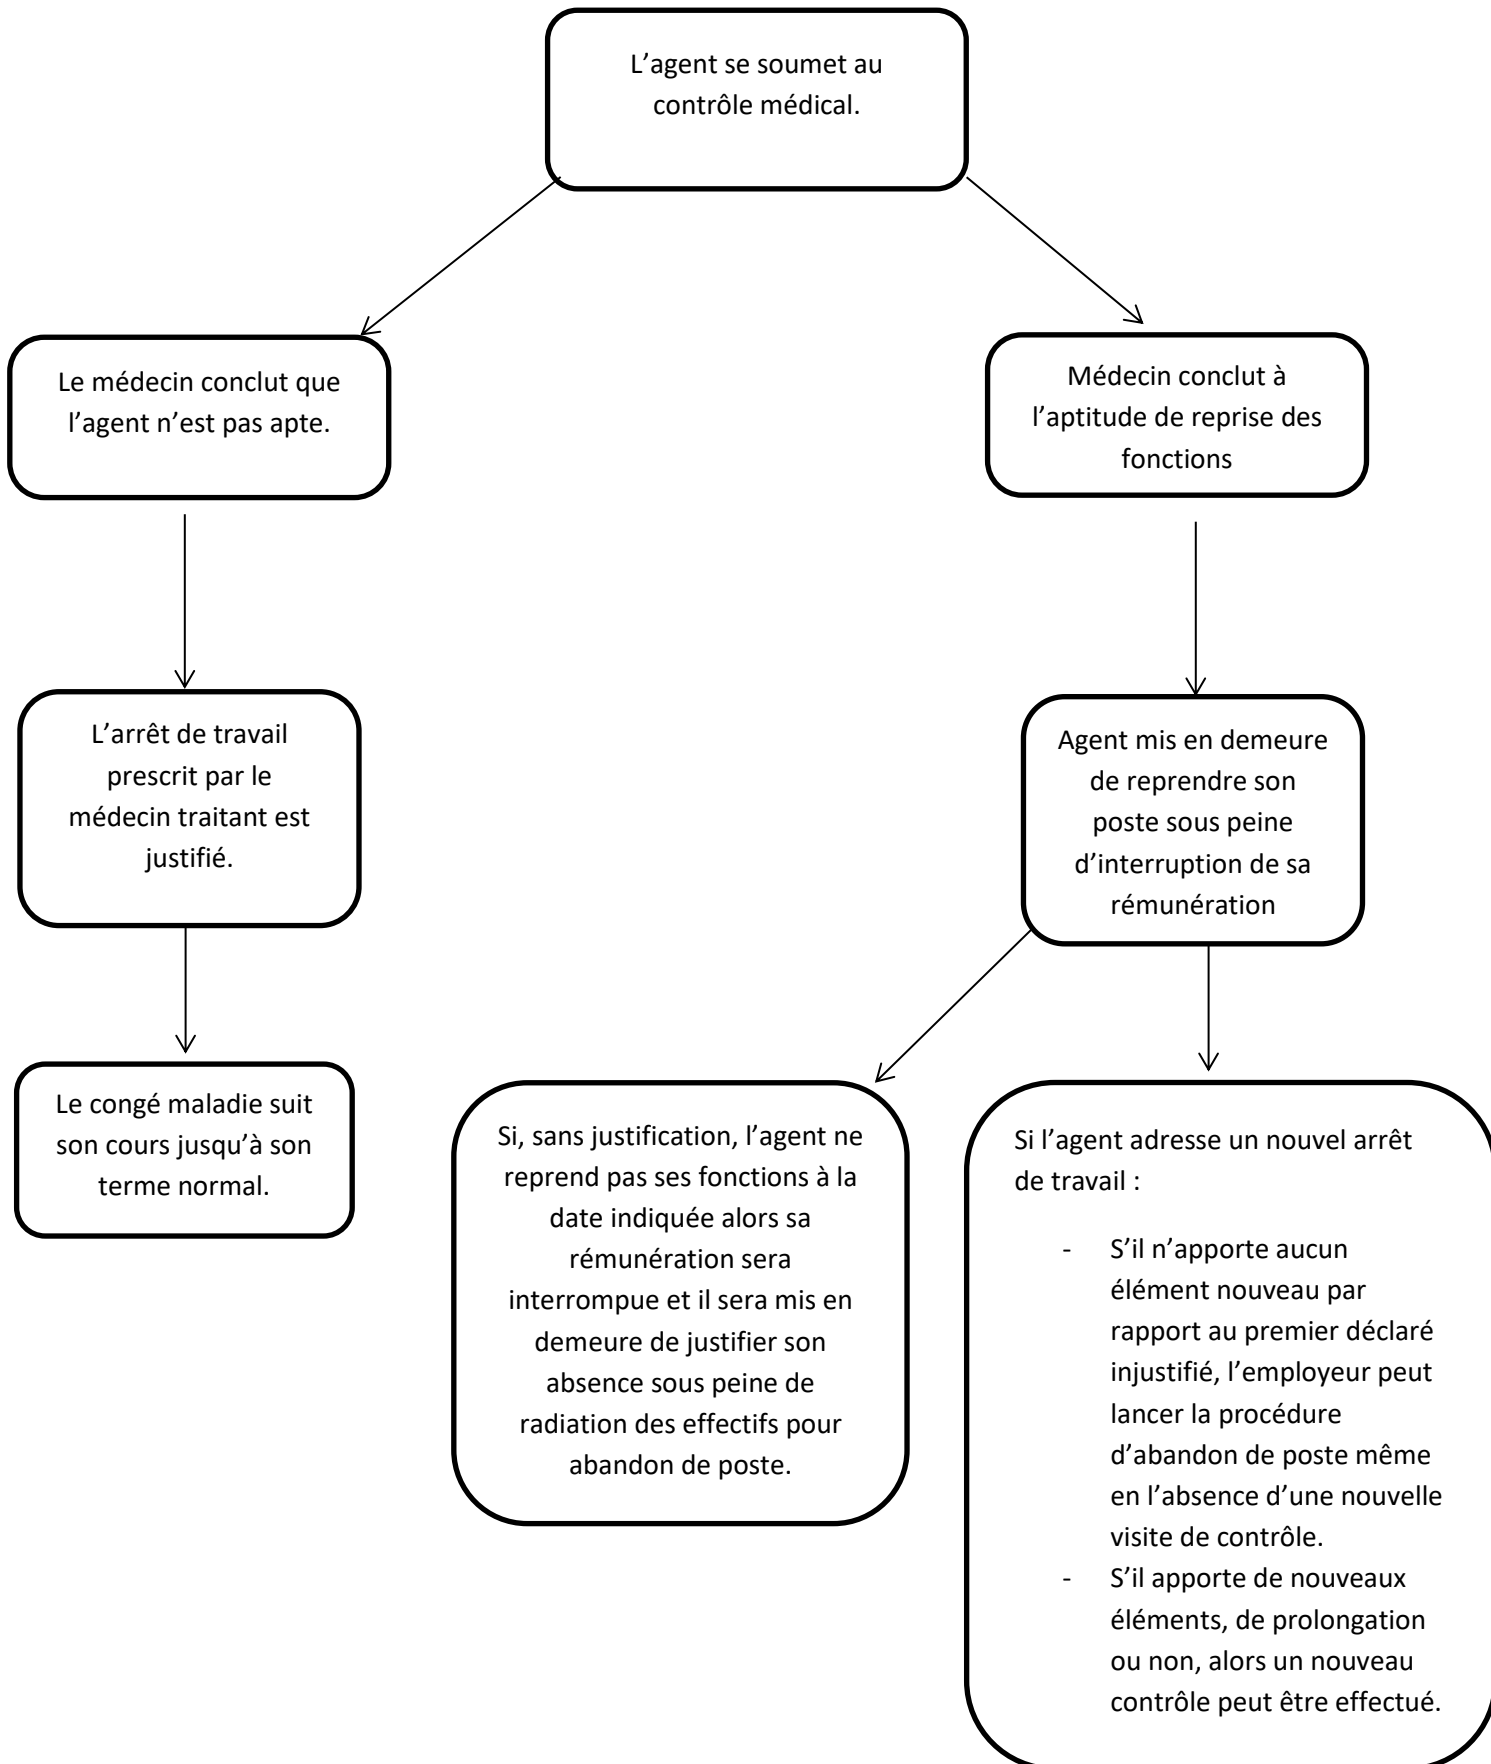 L’agent se soumet au
contrôle médical.
Le médecin conclut que
l’agent n’est pas apte.
Médecin conclut à
l’aptitude de reprise des
fonctions
L’arrêt de travail
prescrit par le
médecin traitant est
justifié.
Agent mis en demeure
de reprendre son
poste sous peine
d’interruption de sa
rémunération
Le congé maladie suit
son cours jusqu’à son
terme normal.
Si, sans justification, l’agent ne
reprend pas ses fonctions à la
date indiquée alors sa
rémunération sera
interrompue et il sera mis en
demeure de justifier son
absence sous peine de
radiation des effectifs pour
abandon de poste.
Si l’agent adresse un nouvel arrêt
de travail :
- S’il n’apporte aucun
élément nouveau par
rapport au premier déclaré
injustifié, l’employeur peut
lancer la procédure
d’abandon de poste même
en l’absence d’une nouvelle
visite de contrôle.
- S’il apporte de nouveaux
éléments, de prolongation
ou non, alors un nouveau
contrôle peut être effectué.